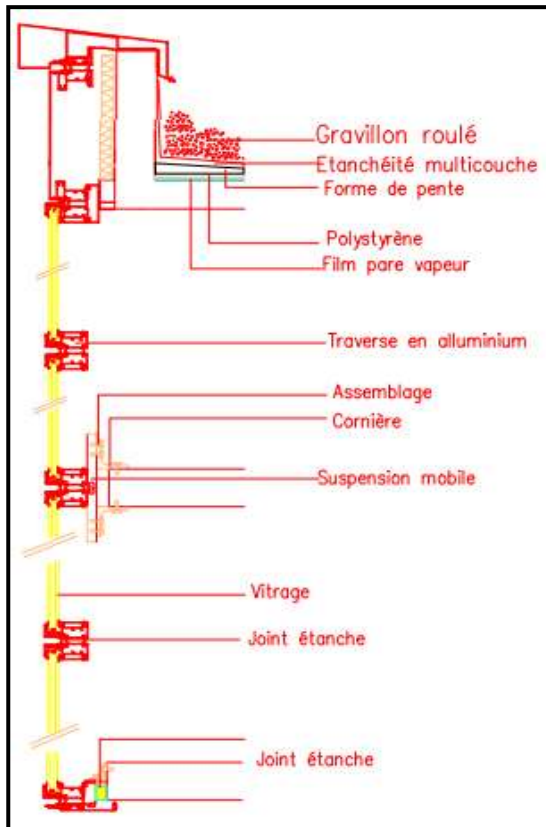 Gravillon roulé
Etanchéité multicouche
Forme de pente
Polystyrène
Film pare vapeur
Traverse en alluminium
Assemblage
Cornière
Suspension mobile
Vitrage
Joint étanche
Joint étanche